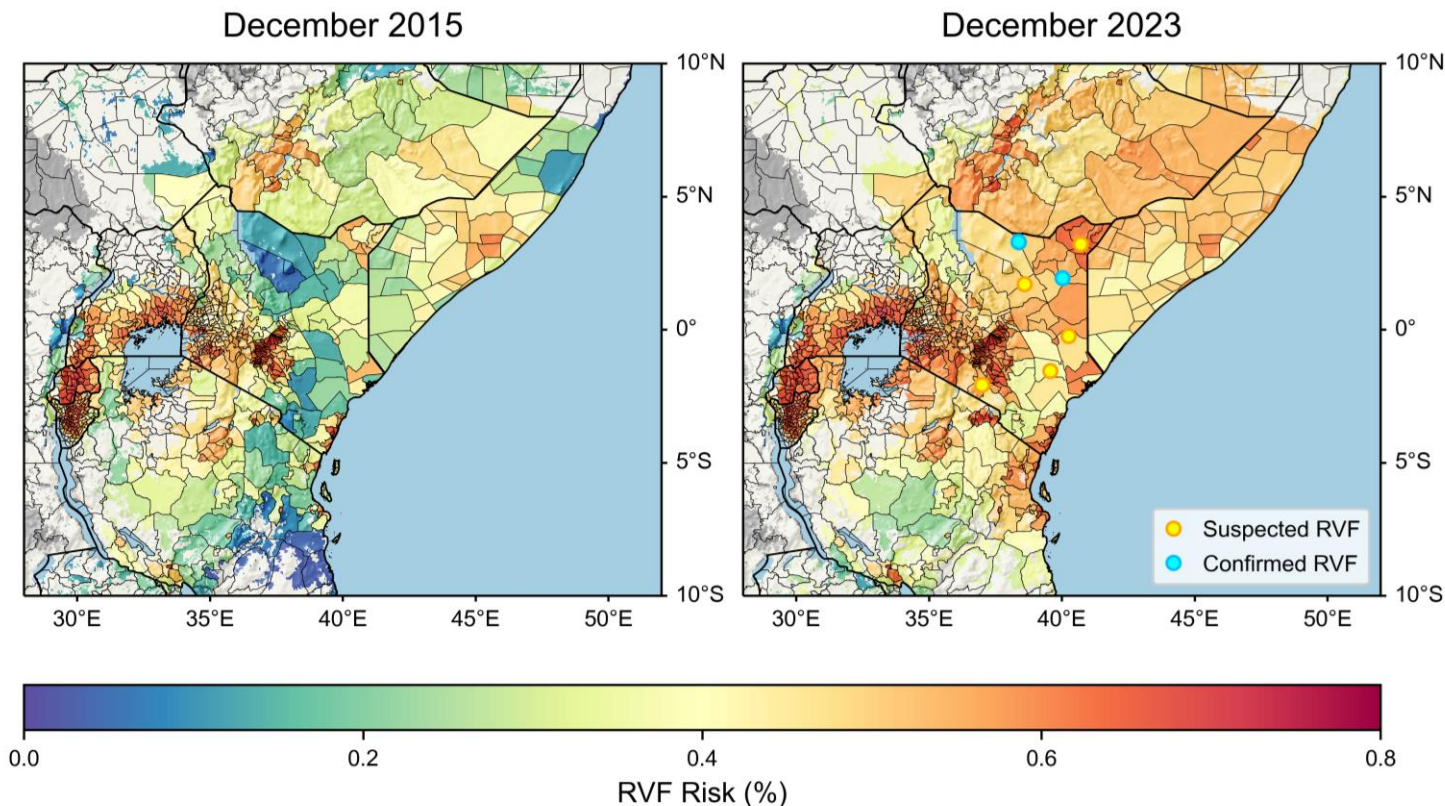 December 2015
December 2023
10°N
5°N
0°
5°S
10°S
30°E 35°E 40°E 45°E 50°E
10°N
5°N
0°
5°S
10°S
30°E 35°E 40°E 45°E 50°E
Suspected RVF
Confirmed RVF
0.0 0.2 0.4 0.6 0.8
RVF Risk (%)